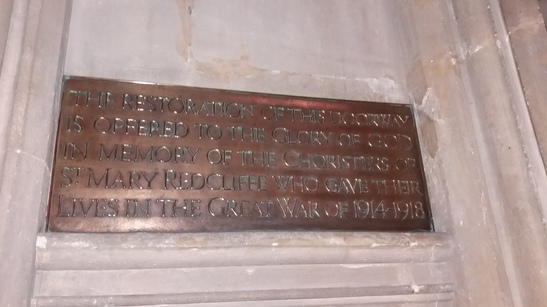 THE RESTORATION OF THIS DOORWAY
IS OFFERED TO THE GLORY OF GOD
IN MEMORY OF THE CHORISTERS OF
ST MARY REDCLIFFE WHO GAVE THEIR
LIVES IN THE GREAT WAR OF 1914-1918